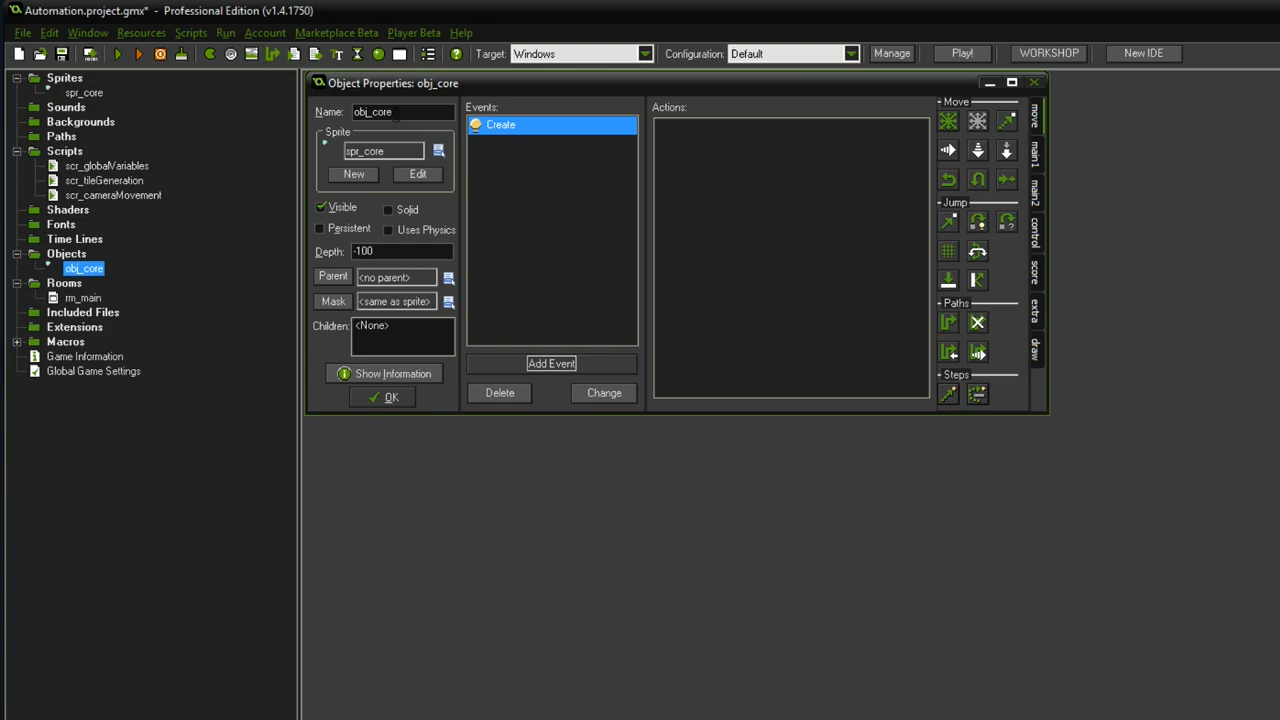 Automation.project.gmx* - Professional Edition (v1.4.1750)
File Edit Window Resources Scripts Run Account Marketplace Beta Player Beta Help
Target: Windows Configuration: Default Manage Play! WORKSHOP New IDE
Sprites
spr_core
Sounds
Backgrounds
Paths
Scripts
scr_globalVariables
scr_tileGeneration
scr_cameraMovement
Shaders
Fonts
Time Lines
Objects
obj_core
Rooms
rm_main
Included Files
Extensions
Macros
Game Information
Global Game Settings
Object Properties: obj_core
Name: obj_core
Sprite
spr_core
New Edit
Visible Solid
Persistent Uses Physics
Depth: -100
Parent <no parent>
Mask <same as sprite>
Children: <None>
Show Information
OK
Events:
Create
Add Event
Delete Change
Actions:
Move
Jump
Paths
Steps
move
main1
main2
control
score
extra
draw